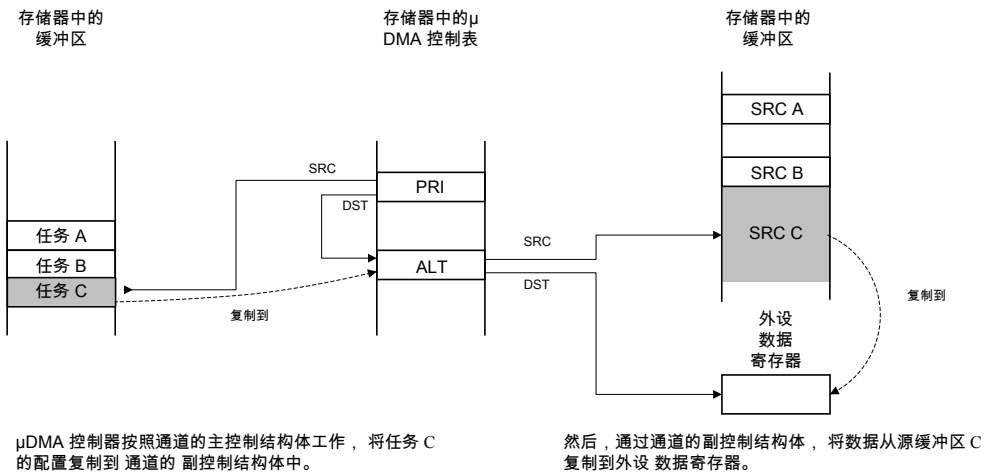 存储器中的
缓冲区
存储器中的μ
DMA 控制表
存储器中的
缓冲区
SRC A
SRC B
SRC C
SRC
PRI
DST
任务 A
任务 B
任务 C
ALT
SRC
DST
复制到
复制到
外设
数据
寄存器
μDMA 控制器按照通道的主控制结构体工作 ， 将任务 C
的配置复制到 通道的 副控制结构体中。
然后 ， 通过通道的副控制结构体 ， 将数据从源缓冲区 C
复制到外设 数据寄存器。